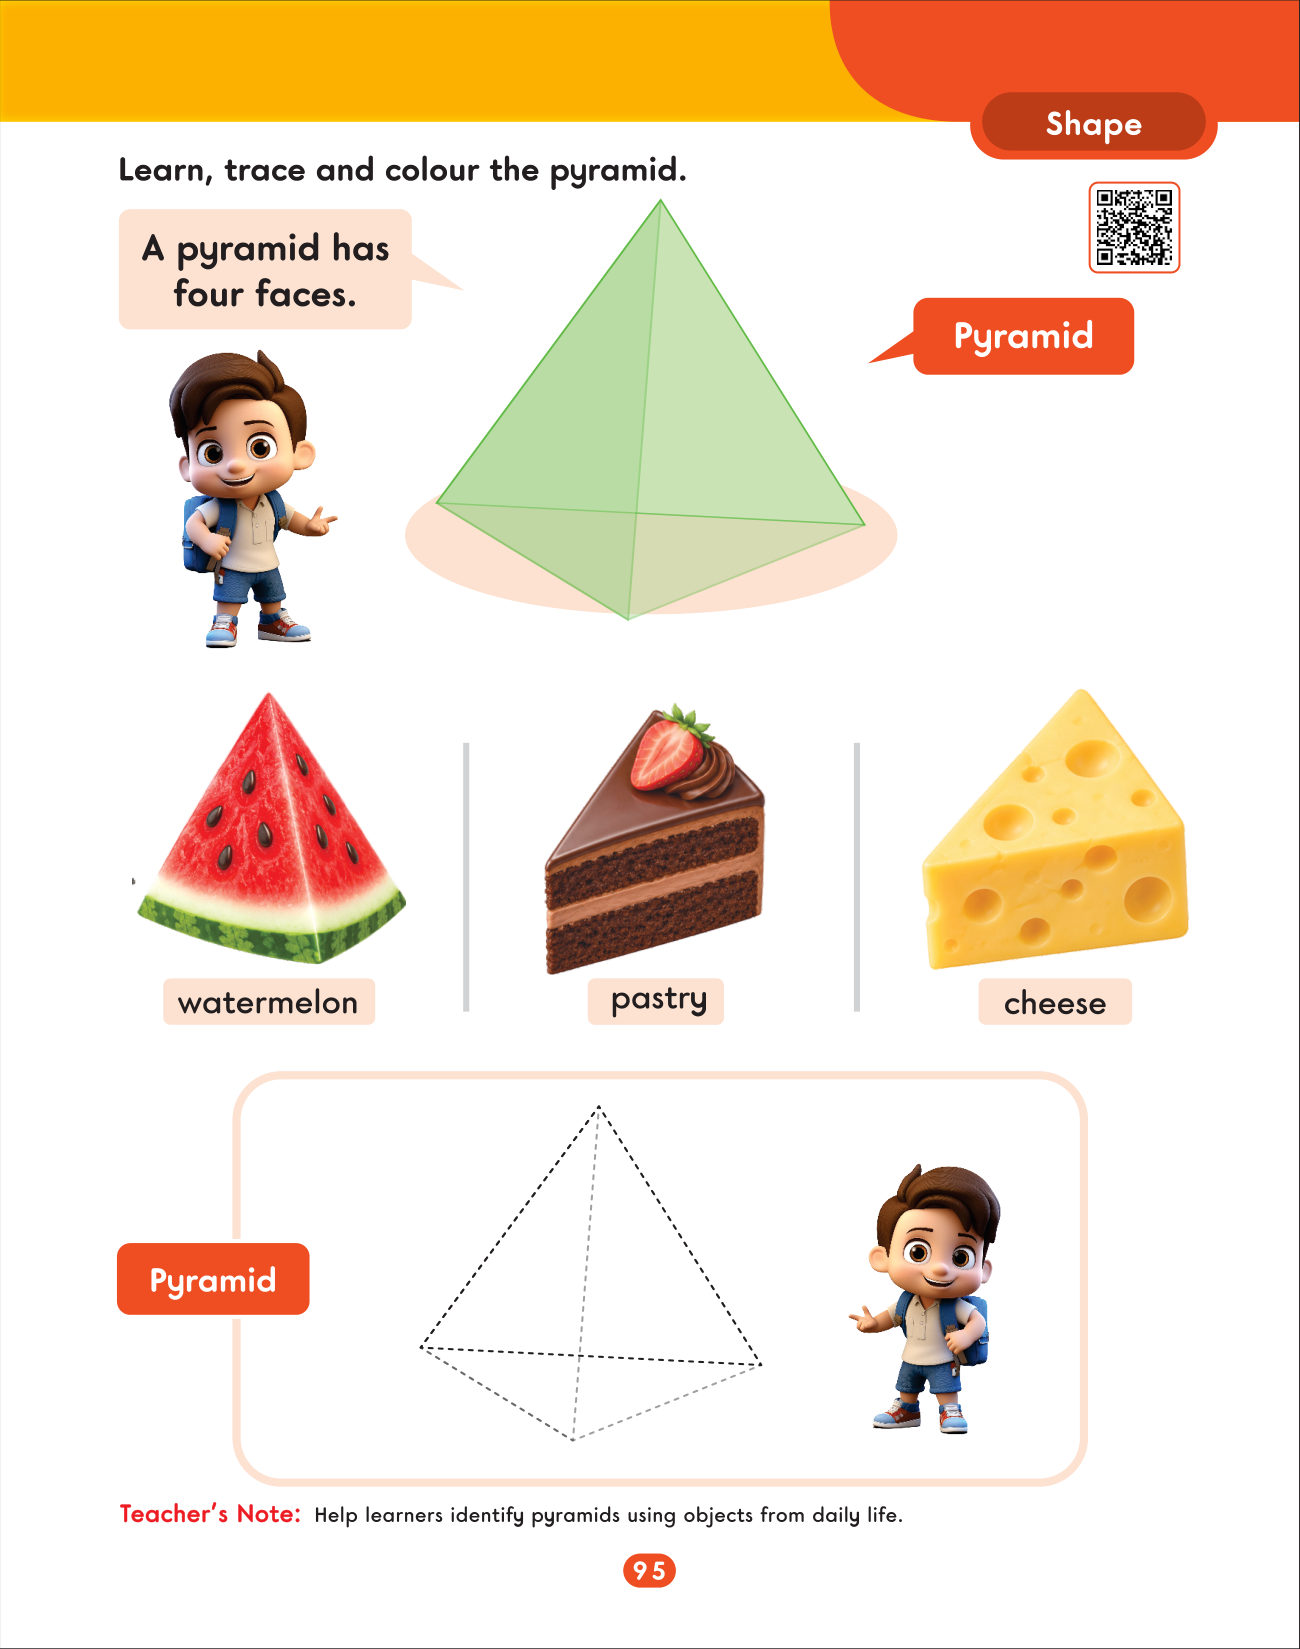 Shape
Learn, trace and colour the pyramid.
A pyramid has
four faces.
Pyramid
watermelon
pastry
cheese
Pyramid
Teacher's Note: Help learners identify pyramids using objects from daily life.
95